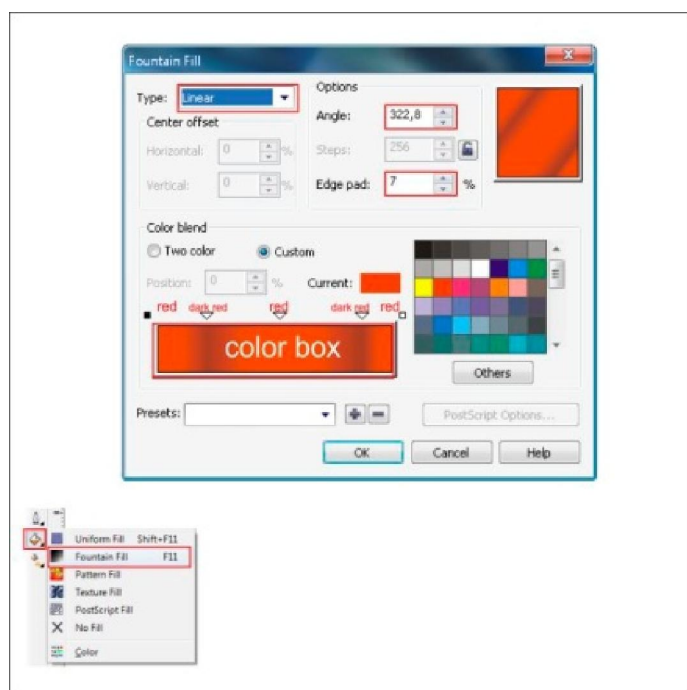 Fountain Fill
Type: Linear
Options
Center offset
Angle: 322,8
Horizontal: 0 %
Steps: 256
Vertical: 0 %
Edge pad: 7 %
Color blend
Two color Custom
Position: 0 % Current:
red dark red red dark red red
color box
Others
Presets: PostScript Options...
OK Cancel Help
Uniform Fill Shift+F11
Fountain Fill F11
Pattern Fill
Texture Fill
PostScript Fill
No Fill
Color